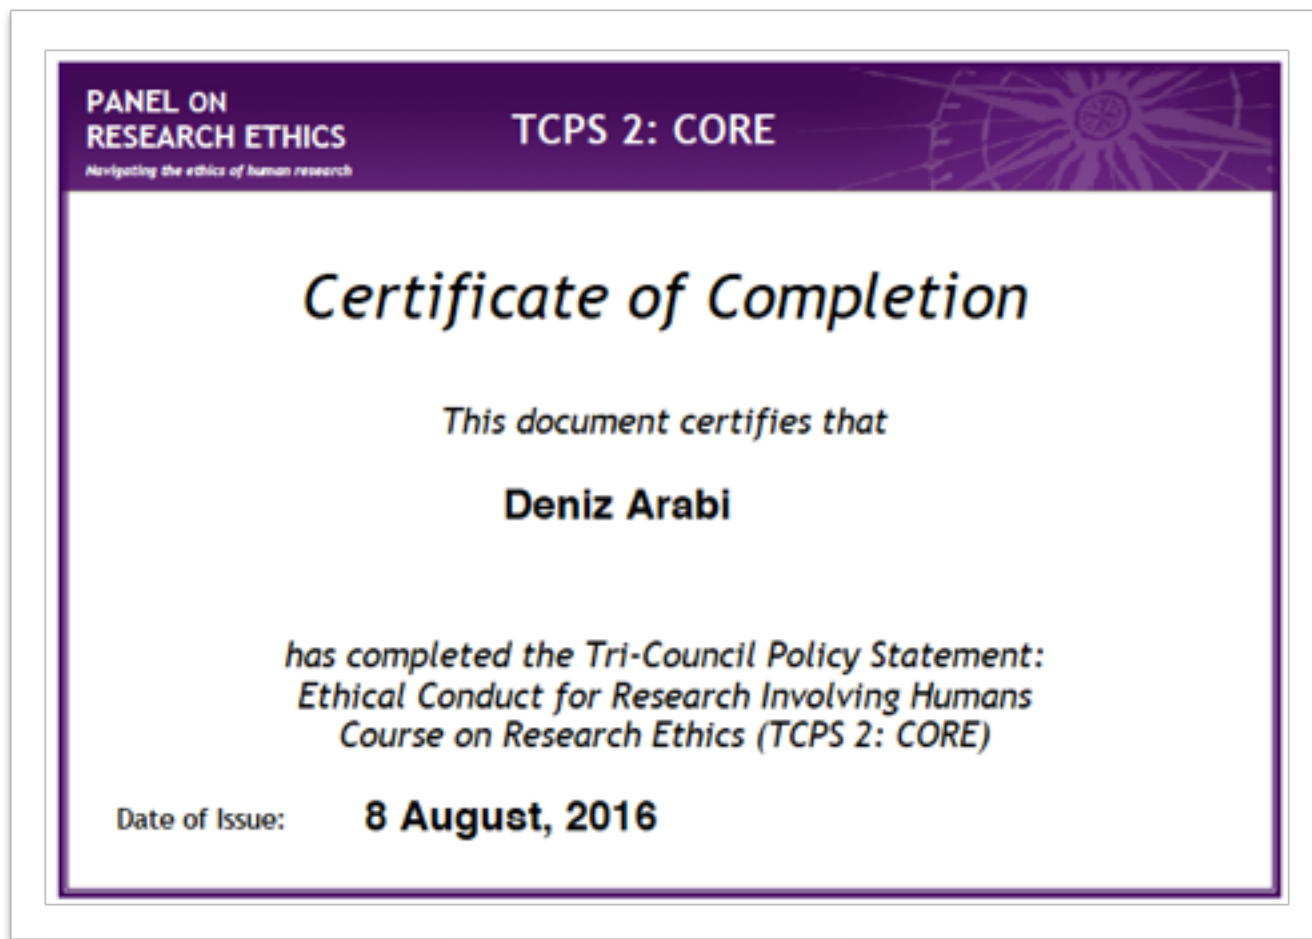 PANEL ON
RESEARCH ETHICS
Navigating the ethics of human research
TCPS 2: CORE
Certificate of Completion
This document certifies that
Deniz Arabi
has completed the Tri-Council Policy Statement:
Ethical Conduct for Research Involving Humans
Course on Research Ethics (TCPS 2: CORE)
Date of Issue: 8 August, 2016